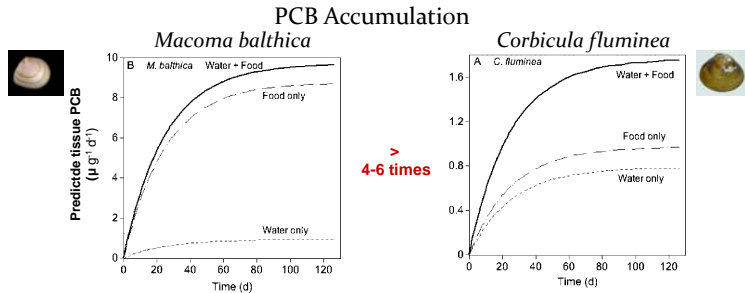 PCB Accumulation
Macoma balthica
Corbicula fluminea
Predictde tissue PCB
(µ g⁻¹ d⁻¹)
B M. balthica Water + Food
Food only
Water only
10
8
6
4
2
0
0 20 40 60 80 100 120
Time (d)
>
4-6 times
A C. fluminea
Water + Food
Food only
Water only
1.6
1.2
0.8
0.4
0
0 20 40 60 80 100 120
Time (d)